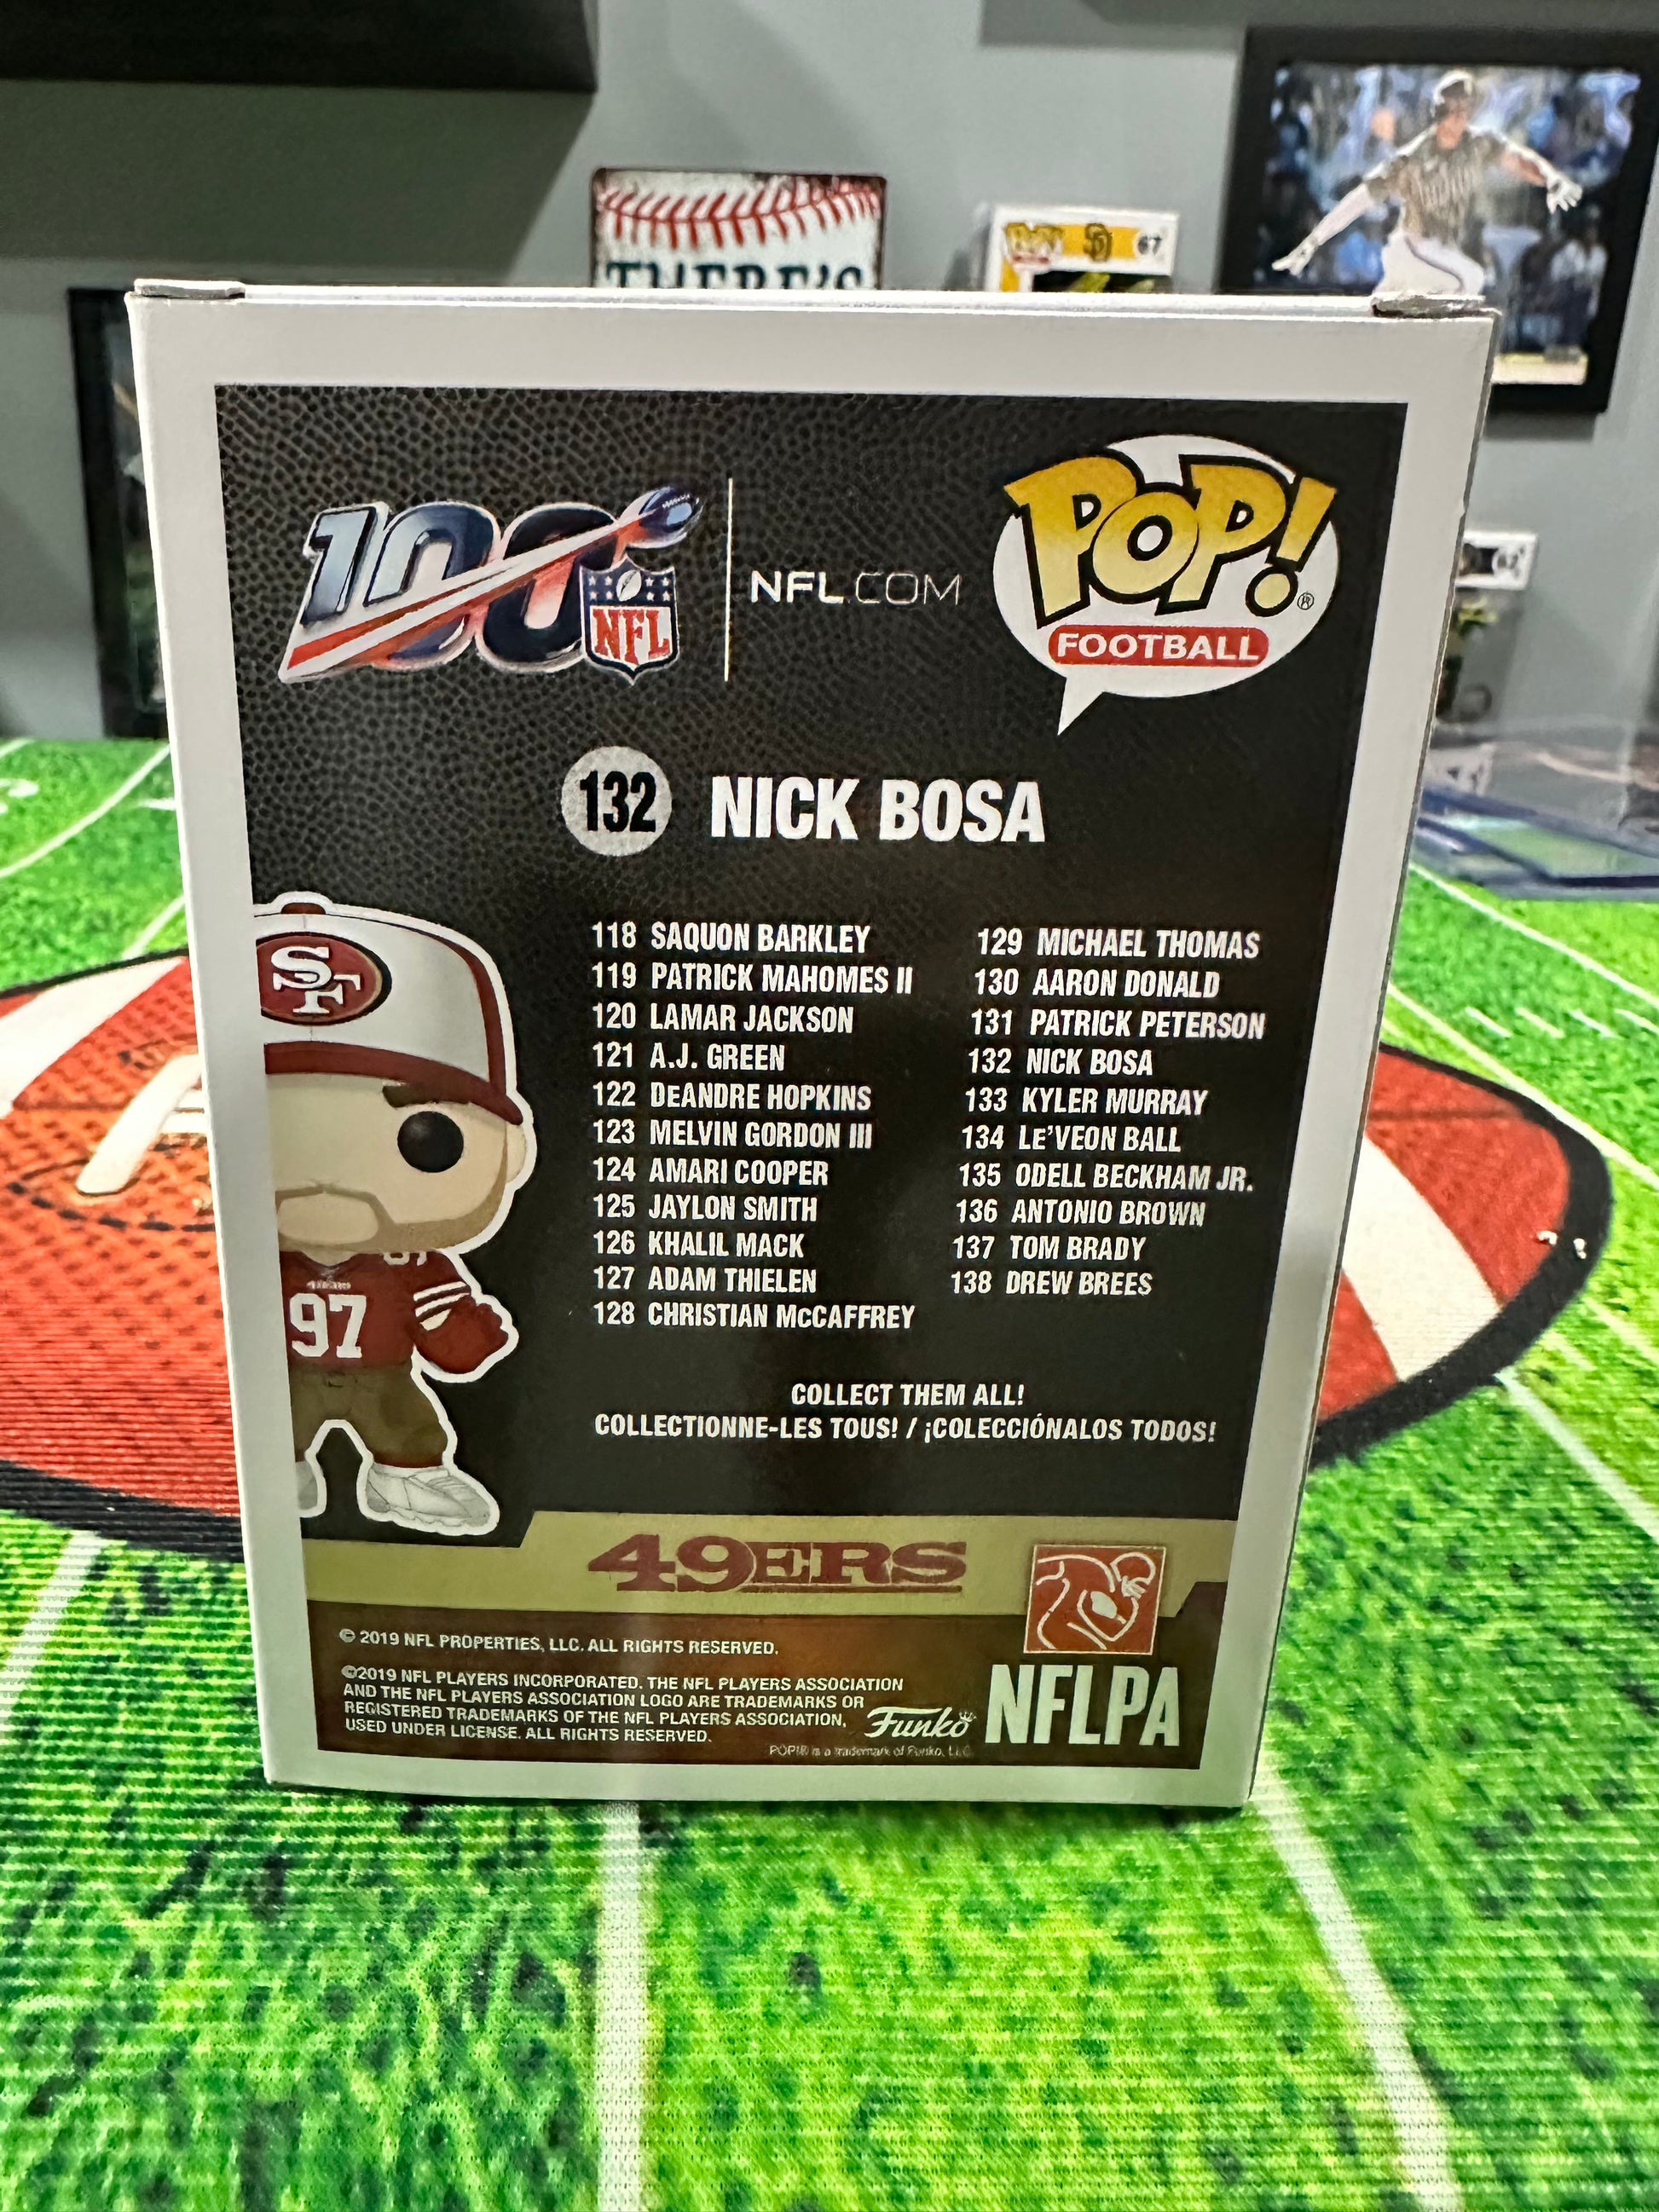 THERE'S
SD 67
100
NFL
NFL.COM
POP!®
FOOTBALL
132 NICK BOSA
118 SAQUON BARKLEY
119 PATRICK MAHOMES II
120 LAMAR JACKSON
121 A.J. GREEN
122 DeANDRE HOPKINS
123 MELVIN GORDON III
124 AMARI COOPER
125 JAYLON SMITH
126 KHALIL MACK
127 ADAM THIELEN
128 CHRISTIAN McCAFFREY
129 MICHAEL THOMAS
130 AARON DONALD
131 PATRICK PETERSON
132 NICK BOSA
133 KYLER MURRAY
134 Le'VEON BALL
135 ODELL BECKHAM JR.
136 ANTONIO BROWN
137 TOM BRADY
138 DREW BREES
SF
49ERS
97
COLLECT THEM ALL!
COLLECTIONNE-LES TOUS! / ¡COLECCIÓNALOS TODOS!
49ERS
© 2019 NFL PROPERTIES, LLC. ALL RIGHTS RESERVED.
©2019 NFL PLAYERS INCORPORATED. THE NFL PLAYERS ASSOCIATION
AND THE NFL PLAYERS ASSOCIATION LOGO ARE TRADEMARKS OR
REGISTERED TRADEMARKS OF THE NFL PLAYERS ASSOCIATION,
USED UNDER LICENSE. ALL RIGHTS RESERVED.
Funko
POP!® is a trademark of Funko, LLC
NFLPA